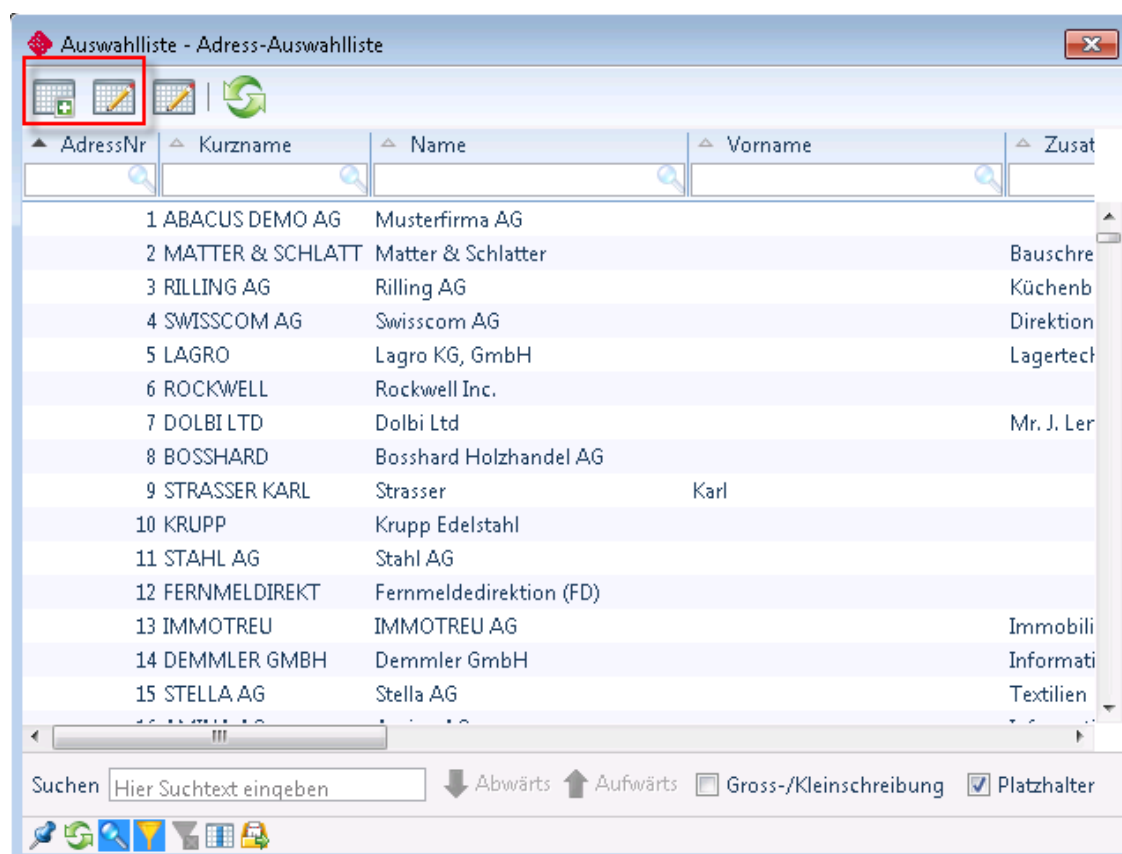 Auswahlliste - Adress-Auswahlliste
AdressNr Kurzname Name Vorname Zusat
1 ABACUS DEMO AG Musterfirma AG
2 MATTER & SCHLATT Matter & Schlatter Bauschre
3 RILLING AG Rilling AG Küchenb
4 SWISSCOM AG Swisscom AG Direktion
5 LAGRO Lagro KG, GmbH Lagertech
6 ROCKWELL Rockwell Inc.
7 DOLBI LTD Dolbi Ltd Mr. J. Ler
8 BOSSHARD Bosshard Holzhandel AG
9 STRASSER KARL Strasser Karl
10 KRUPP Krupp Edelstahl
11 STAHL AG Stahl AG
12 FERNMELDIREKT Fernmeldedirektion (FD)
13 IMMOTREU IMMOTREU AG Immobili
14 DEMMLER GMBH Demmler GmbH Informati
15 STELLA AG Stella AG Textilien
Suchen Hier Suchtext eingeben Abwärts Aufwärts Gross-/Kleinschreibung Platzhalter